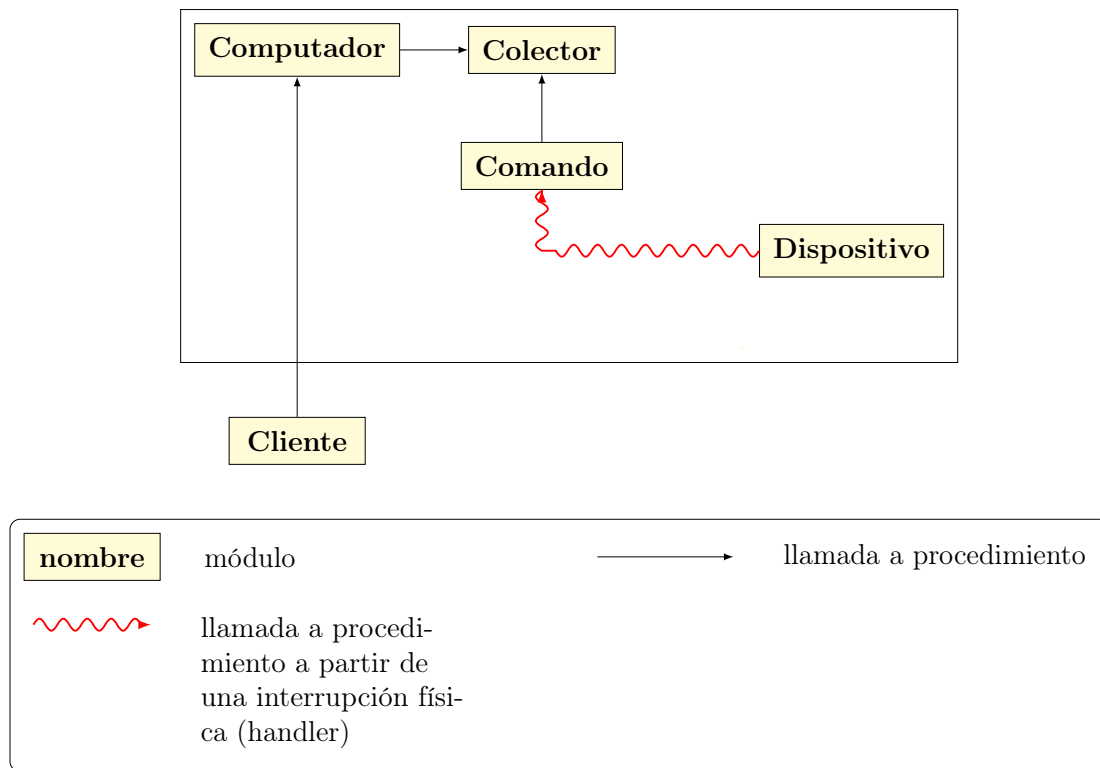 Computador
Colector
Comando
Dispositivo
Cliente
nombre
módulo
llamada a procedimiento
llamada a procedi-
miento a partir de
una interrupción físi-
ca (handler)